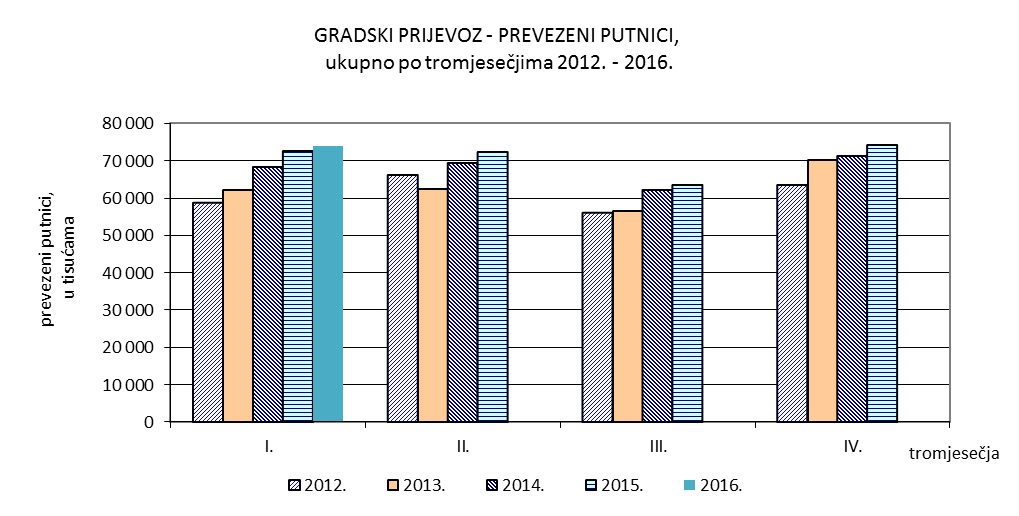 GRADSKI PRIJEVOZ - PREVEZENI PUTNICI,
ukupno po tromjesečjima 2012. - 2016.
prevezeni putnici,
u tisućama
80 000
70 000
60 000
50 000
40 000
30 000
20 000
10 000
0
I.
II.
III.
IV.
tromjesečja
2012.
2013.
2014.
2015.
2016.